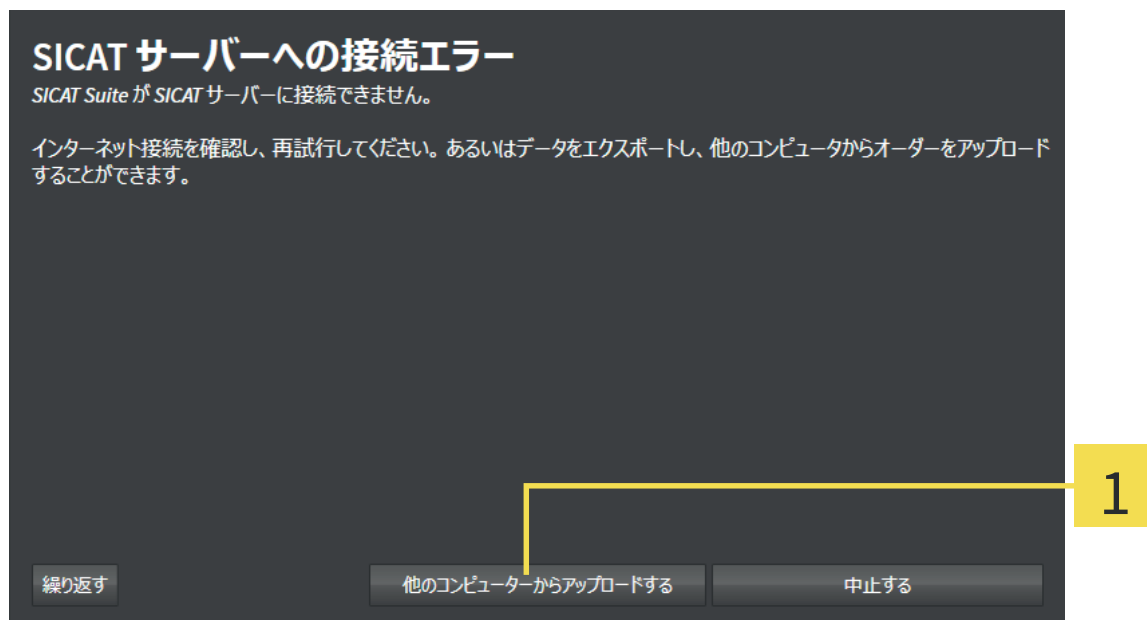 SICAT サーバーへの接続エラー
SICAT Suite が SICAT サーバーに接続できません。
インターネット接続を確認し、再試行してください。あるいはデータをエクスポートし、他のコンピュータからオーダーをアップロード
することができます。
1
繰り返す
他のコンピューターからアップロードする
中止する